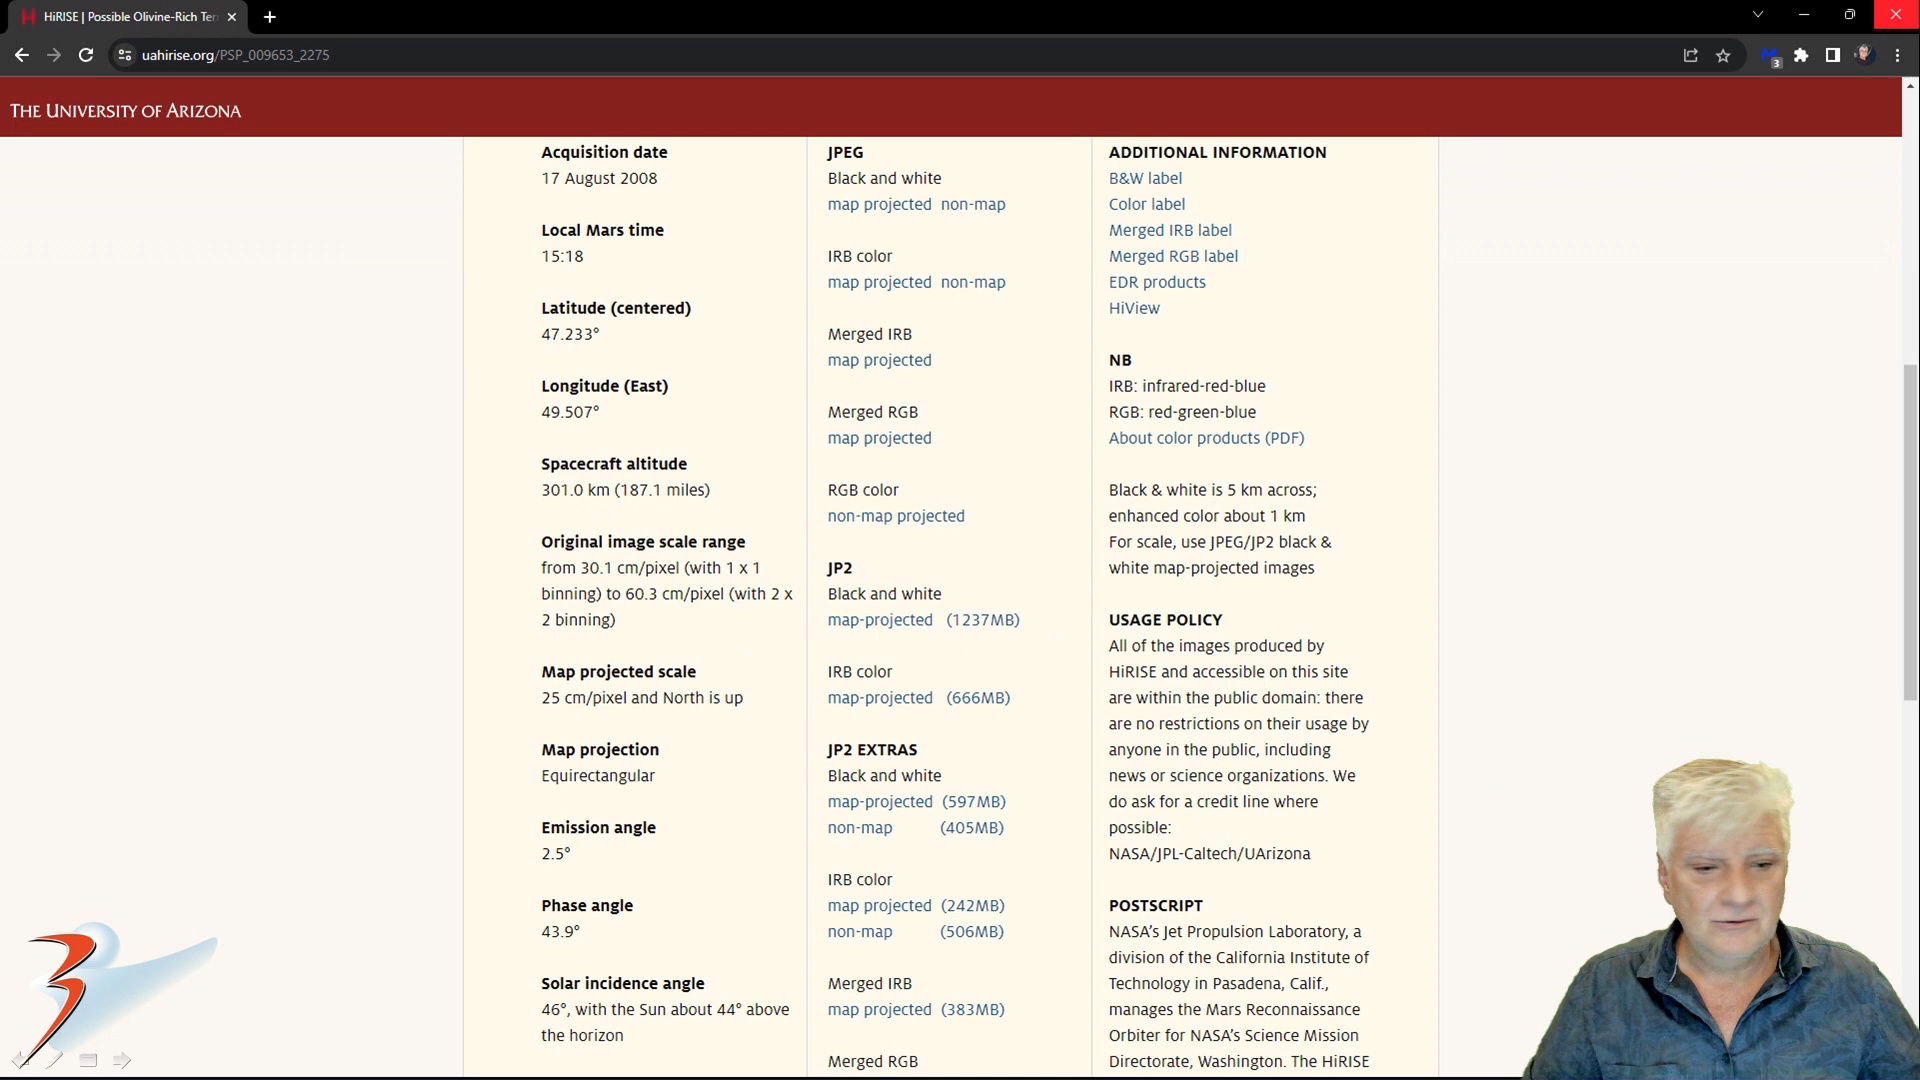 HiRISE | Possible Olivine-Rich Ter
uahirise.org/PSP_009653_2275
3
THE UNIVERSITY OF ARIZONA
Acquisition date
17 August 2008
Local Mars time
15:18
Latitude (centered)
47.233°
Longitude (East)
49.507°
Spacecraft altitude
301.0 km (187.1 miles)
Original image scale range
from 30.1 cm/pixel (with 1 x 1
binning) to 60.3 cm/pixel (with 2 x
2 binning)
Map projected scale
25 cm/pixel and North is up
Map projection
Equirectangular
Emission angle
2.5°
Phase angle
43.9°
Solar incidence angle
46°, with the Sun about 44° above
the horizon
JPEG
Black and white
map projected non-map
IRB color
map projected non-map
Merged IRB
map projected
Merged RGB
map projected
RGB color
non-map projected
JP2
Black and white
map-projected (1237MB)
IRB color
map-projected (666MB)
JP2 EXTRAS
Black and white
map-projected (597MB)
non-map (405MB)
IRB color
map projected (242MB)
non-map (506MB)
Merged IRB
map projected (383MB)
Merged RGB
ADDITIONAL INFORMATION
B&W label
Color label
Merged IRB label
Merged RGB label
EDR products
HiView
NB
IRB: infrared-red-blue
RGB: red-green-blue
About color products (PDF)
Black & white is 5 km across;
enhanced color about 1 km
For scale, use JPEG/JP2 black &
white map-projected images
USAGE POLICY
All of the images produced by
HiRISE and accessible on this site
are within the public domain: there
are no restrictions on their usage by
anyone in the public, including
news or science organizations. We
do ask for a credit line where
possible:
NASA/JPL-Caltech/UArizona
POSTSCRIPT
NASA’s Jet Propulsion Laboratory, a
division of the California Institute of
Technology in Pasadena, Calif.,
manages the Mars Reconnaissance
Orbiter for NASA’s Science Mission
Directorate, Washington. The HiRISE